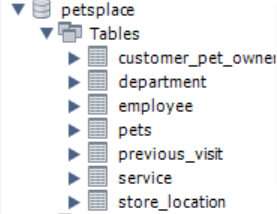 petsplace
Tables
customer_pet_owner
department
employee
pets
previous_visit
service
store_location